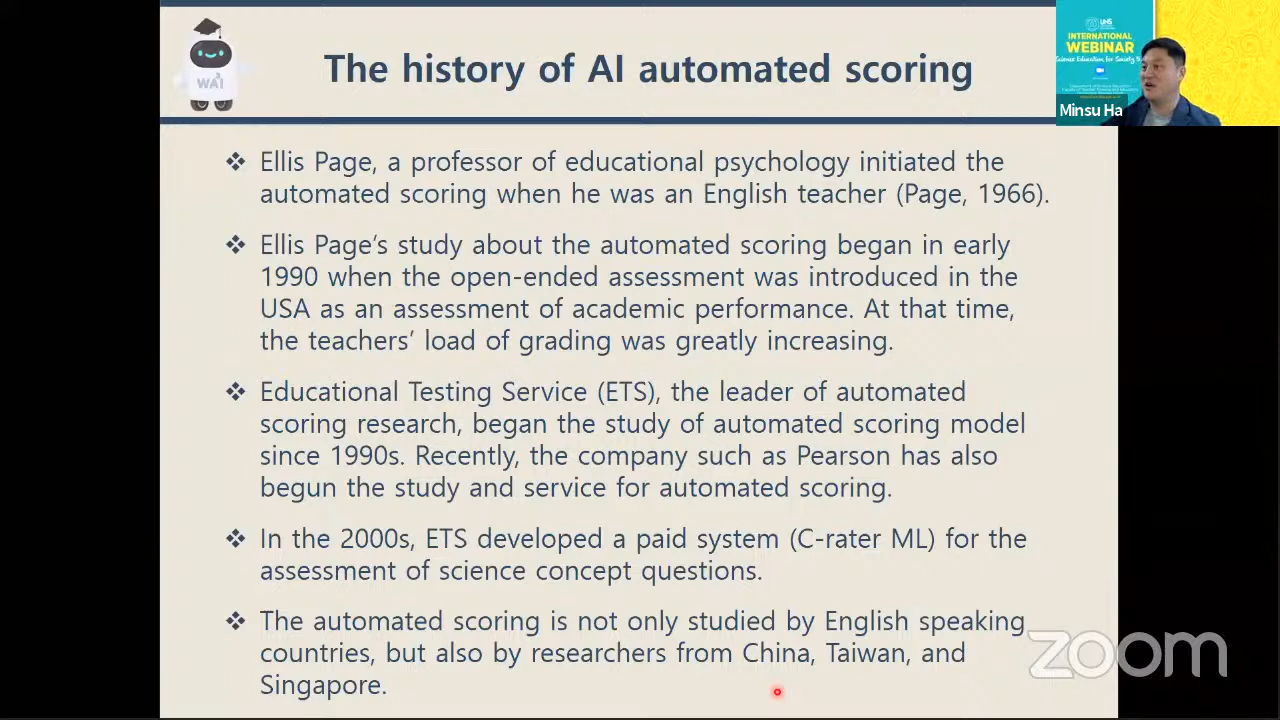 WAI
The history of AI automated scoring
UNS
INTERNATIONAL
WEBINAR
Minsu Ha
❖ Ellis Page, a professor of educational psychology initiated the
automated scoring when he was an English teacher (Page, 1966).
❖ Ellis Page's study about the automated scoring began in early
1990 when the open-ended assessment was introduced in the
USA as an assessment of academic performance. At that time,
the teachers' load of grading was greatly increasing.
❖ Educational Testing Service (ETS), the leader of automated
scoring research, began the study of automated scoring model
since 1990s. Recently, the company such as Pearson has also
begun the study and service for automated scoring.
❖ In the 2000s, ETS developed a paid system (C-rater ML) for the
assessment of science concept questions.
❖ The automated scoring is not only studied by English speaking
countries, but also by researchers from China, Taiwan, and
Singapore.
zoom